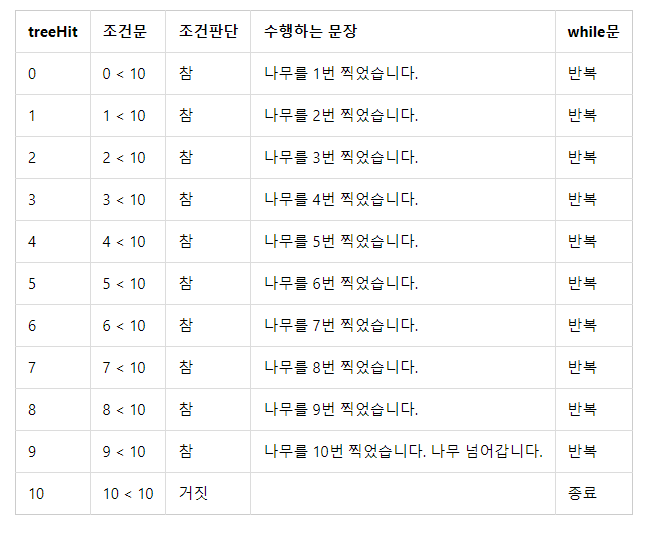 treeHit 조건문 조건판단 수행하는 문장 while문
0 0 < 10 참 나무를 1번 찍었습니다. 반복
1 1 < 10 참 나무를 2번 찍었습니다. 반복
2 2 < 10 참 나무를 3번 찍었습니다. 반복
3 3 < 10 참 나무를 4번 찍었습니다. 반복
4 4 < 10 참 나무를 5번 찍었습니다. 반복
5 5 < 10 참 나무를 6번 찍었습니다. 반복
6 6 < 10 참 나무를 7번 찍었습니다. 반복
7 7 < 10 참 나무를 8번 찍었습니다. 반복
8 8 < 10 참 나무를 9번 찍었습니다. 반복
9 9 < 10 참 나무를 10번 찍었습니다. 나무 넘어갑니다. 반복
10 10 < 10 거짓 종료